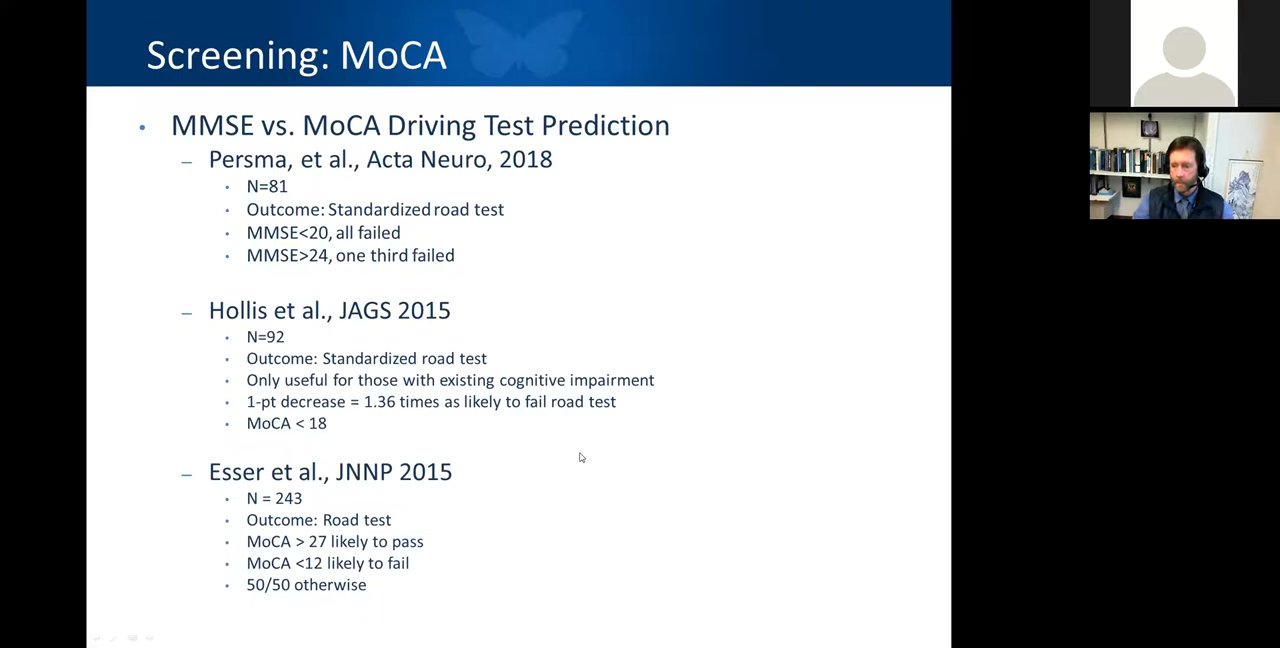 Screening: MoCA
• MMSE vs. MoCA Driving Test Prediction
– Persma, et al., Acta Neuro, 2018
• N=81
• Outcome: Standardized road test
• MMSE<20, all failed
• MMSE>24, one third failed
– Hollis et al., JAGS 2015
• N=92
• Outcome: Standardized road test
• Only useful for those with existing cognitive impairment
• 1-pt decrease = 1.36 times as likely to fail road test
• MoCA < 18
– Esser et al., JNNP 2015
• N = 243
• Outcome: Road test
• MoCA > 27 likely to pass
• MoCA <12 likely to fail
• 50/50 otherwise